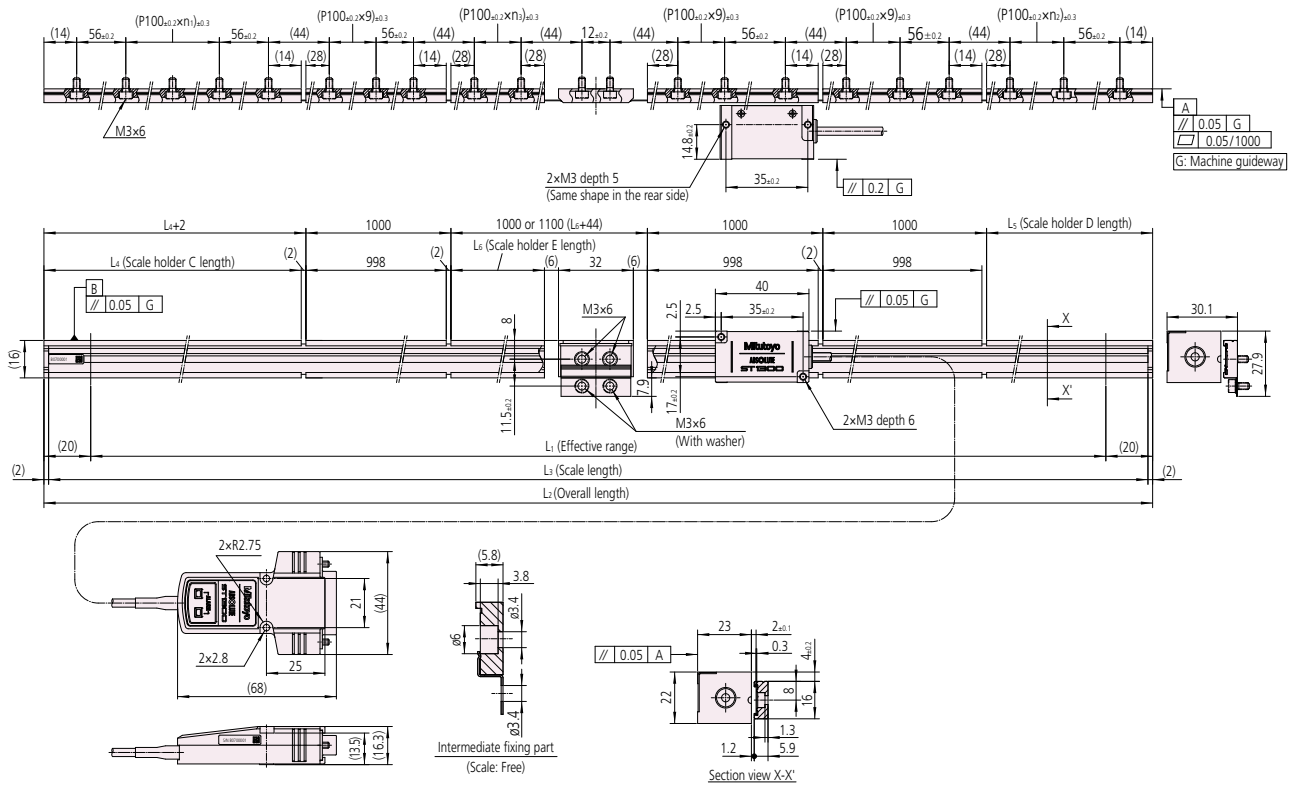 (P100±0.2×n1)±0.3 (P100±0.2×9)±0.3 (P100±0.2×n3)±0.3 (P100±0.2×9)±0.3 (P100±0.2×9)±0.3 (P100±0.2×n2)±0.3
(14) 56±0.2 56±0.2 (44) 56±0.2 (44) (44) 12±0.2 (44) 56±0.2 (44) 56±0.2 (44) 56±0.2 (14)
(14) (28) (14) (28) (28) (28) (14) (28) (14) (28)
M3×6
14.8±0.2
2×M3 depth 5
(Same shape in the rear side)
35±0.2
// 0.2 G
A
// 0.05 G
0.05/1000
G: Machine guideway
L4+2 1000 1000 or 1100 (L6+44) 1000 1000 L5 (Scale holder D length)
L6 (Scale holder E length)
(2) (2) (2)
L4 (Scale holder C length) 998 (6) 32 (6) 998 998
B
// 0.05 G
M3×6
40
2.5 35±0.2
2.5
// 0.05 G
X
30.1
8
(16)
Mitutoyo
ABSOLUTE
ST1300
27.9
7.9
11.5±0.2
17±0.2
X'
M3×6
(With washer)
2×M3 depth 6
(20) L1 (Effective range) (20)
(2) L3 (Scale length) (2)
L2 (Overall length)
2×R2.75
Mitutoyo
ABSOLUTE
ST1300
21
(44)
2×2.8
25
(68)
(13.5)
(16.3)
(5.8)
3.8
ø3.4
ø6
ø3.4
Intermediate fixing part
(Scale: Free)
23 2±0.1
0.3
// 0.05 A
4±0.2
22
8
16
1.3
1.2 5.9
Section view X-X'